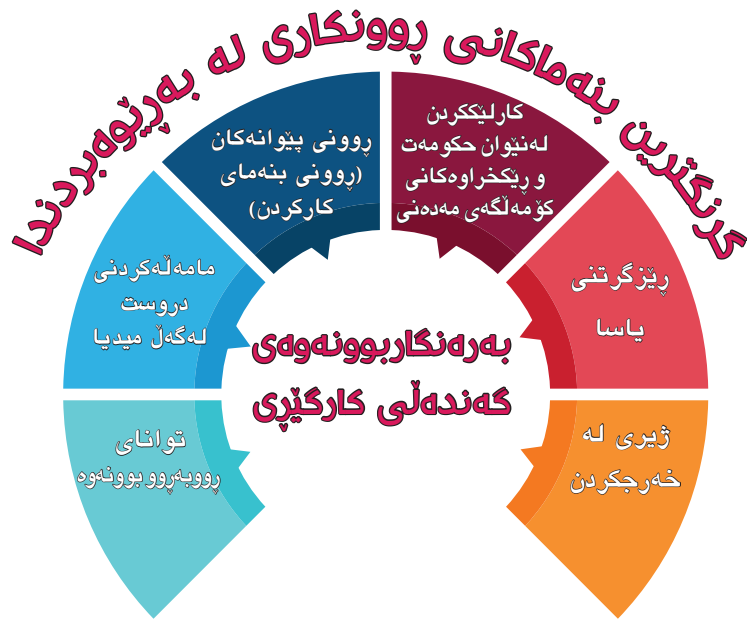 گرنگترین بنەماکانی ڕوونکاری لە بەڕێوەبردندا
کارلێککردن
لەنێوان حکومەت
و ڕێکخراوەکانی
کۆمەڵگەی مەدەنی
ڕوونی پێوانەکان
(ڕوونی بنەمای
کارکردن)
ڕێزگرتنی
یاسا
مامەڵەکردنی
دروست
لەگەڵ میدیا
بەرەنگاربوونەوەی
گەندەڵی کارگێڕی
ژیری لە
خەرجکردن
توانای
ڕووبەڕووبوونەوە